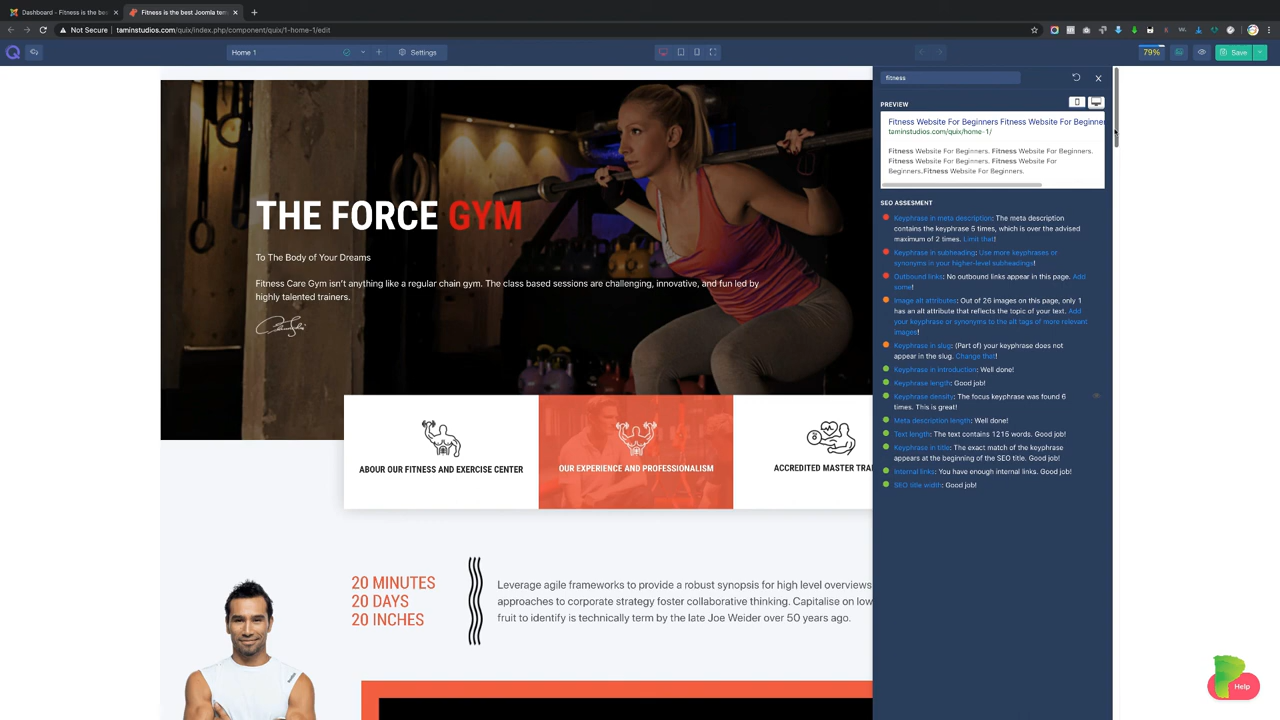 Dashboard - Fitness is the be
Fitness is the best Joomla tem
Not Secure
taminstudios.com/quix/index.php/component/quix/1-home-1/edit
Home 1
Settings
79%
Save
fitness
PREVIEW
Fitness Website For Beginners Fitness Website For Beginner
taminstudios.com/quix/home-1/
Fitness Website For Beginners. Fitness Website For Beginners.
Fitness Website For Beginners. Fitness Website For
Beginners.Fitness Website For Beginners.
SEO ASSESMENT
Keyphrase in meta description: The meta description
contains the keyphrase 6 times, which is over the advised
maximum of 2 times. Limit that!
Keyphrase in subheading: Use more keyphrases or
synonyms in your higher-level subheadings!
Outbound links: No outbound links appear in this page. Add
some!
Image alt attributes: Out of 26 images on this page, only 1
has an alt attribute that reflects the topic of your text. Add
your keyphrase or synonyms to the alt tags of more relevant
images!
Keyphrase in slug: (Part of) your keyphrase does not
appear in the slug. Change that!
Keyphrase in introduction: Well done!
Keyphrase length: Good job!
Keyphrase density: The focus keyphrase was found 6
times. This is great!
Meta description length: Well done!
Text length: The text contains 1215 words. Good job!
Keyphrase in title: The exact match of the keyphrase
appears at the beginning of the SEO title. Good job!
Internal links: You have enough internal links. Good job!
SEO title width: Good job!
THE FORCE GYM
To The Body of Your Dreams
Fitness Care Gym isn't anything like a regular chain gym. The class based sessions are challenging, innovative, and fun led by
highly talented trainers.
ABOUR OUR FITNESS AND EXERCISE CENTER
OUR EXPERIENCE AND PROFESSIONALISM
ACCREDITED MASTER TRAI
20 MINUTES
20 DAYS
20 INCHES
Leverage agile frameworks to provide a robust synopsis for high level overviews
approaches to corporate strategy foster collaborative thinking. Capitalise on low
fruit to identify is technically term by the late Joe Weider over 50 years ago.
Help